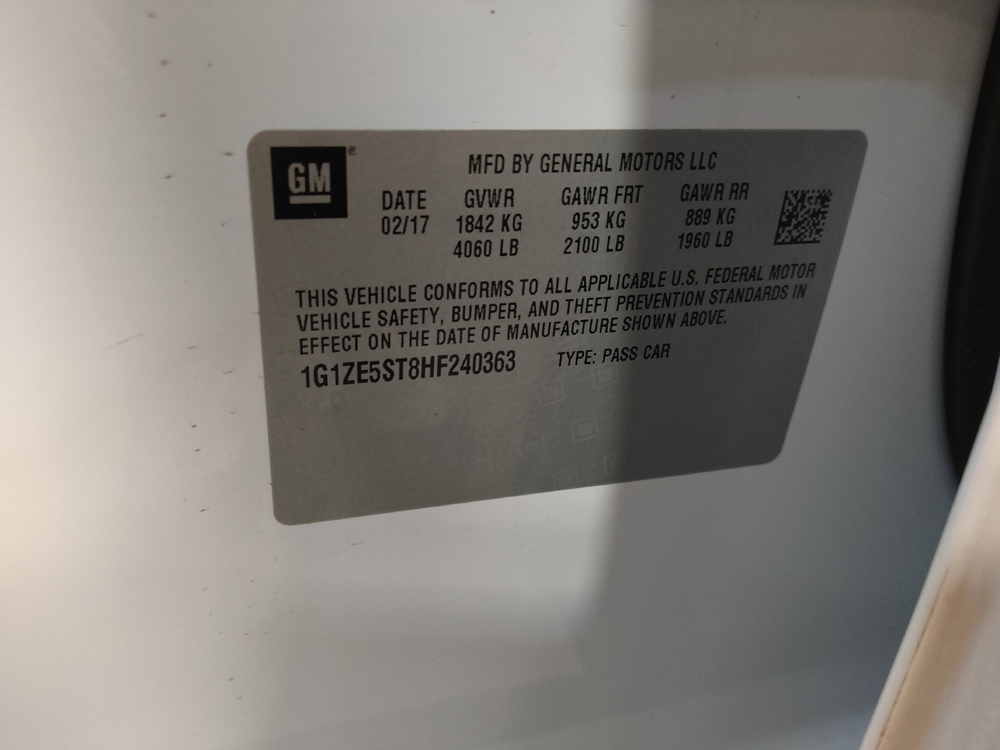 GM®
MFD BY GENERAL MOTORS LLC
DATE GVWR GAWR FRT GAWR RR
02/17 1842 KG 953 KG 889 KG
4060 LB 2100 LB 1960 LB
THIS VEHICLE CONFORMS TO ALL APPLICABLE U.S. FEDERAL MOTOR
VEHICLE SAFETY, BUMPER, AND THEFT PREVENTION STANDARDS IN
EFFECT ON THE DATE OF MANUFACTURE SHOWN ABOVE.
1G1ZE5ST8HF240363 TYPE: PASS CAR